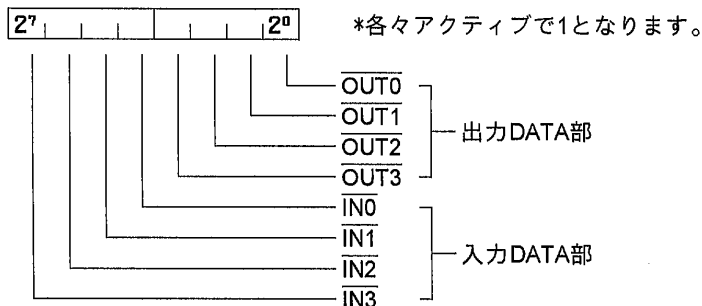 2⁷ 2⁰ *各々アクティブで1となります。
OUT0
OUT1
OUT2 出力DATA部
OUT3
IN0
IN1
IN2 入力DATA部
IN3